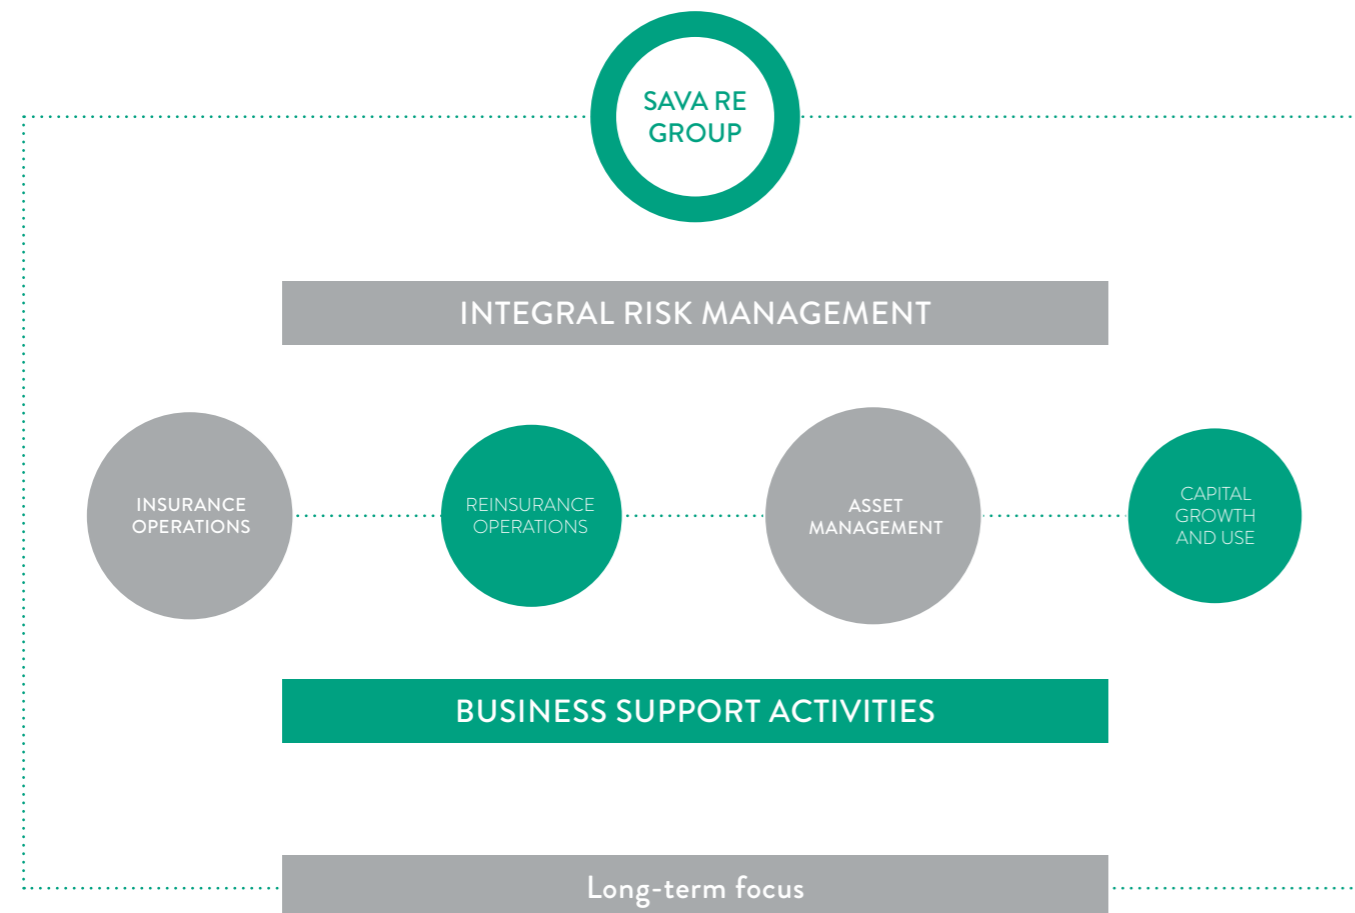 SAVA RE
GROUP
INTEGRAL RISK MANAGEMENT
INSURANCE
OPERATIONS
REINSURANCE
OPERATIONS
ASSET
MANAGEMENT
CAPITAL
GROWTH
AND USE
BUSINESS SUPPORT ACTIVITIES
Long-term focus